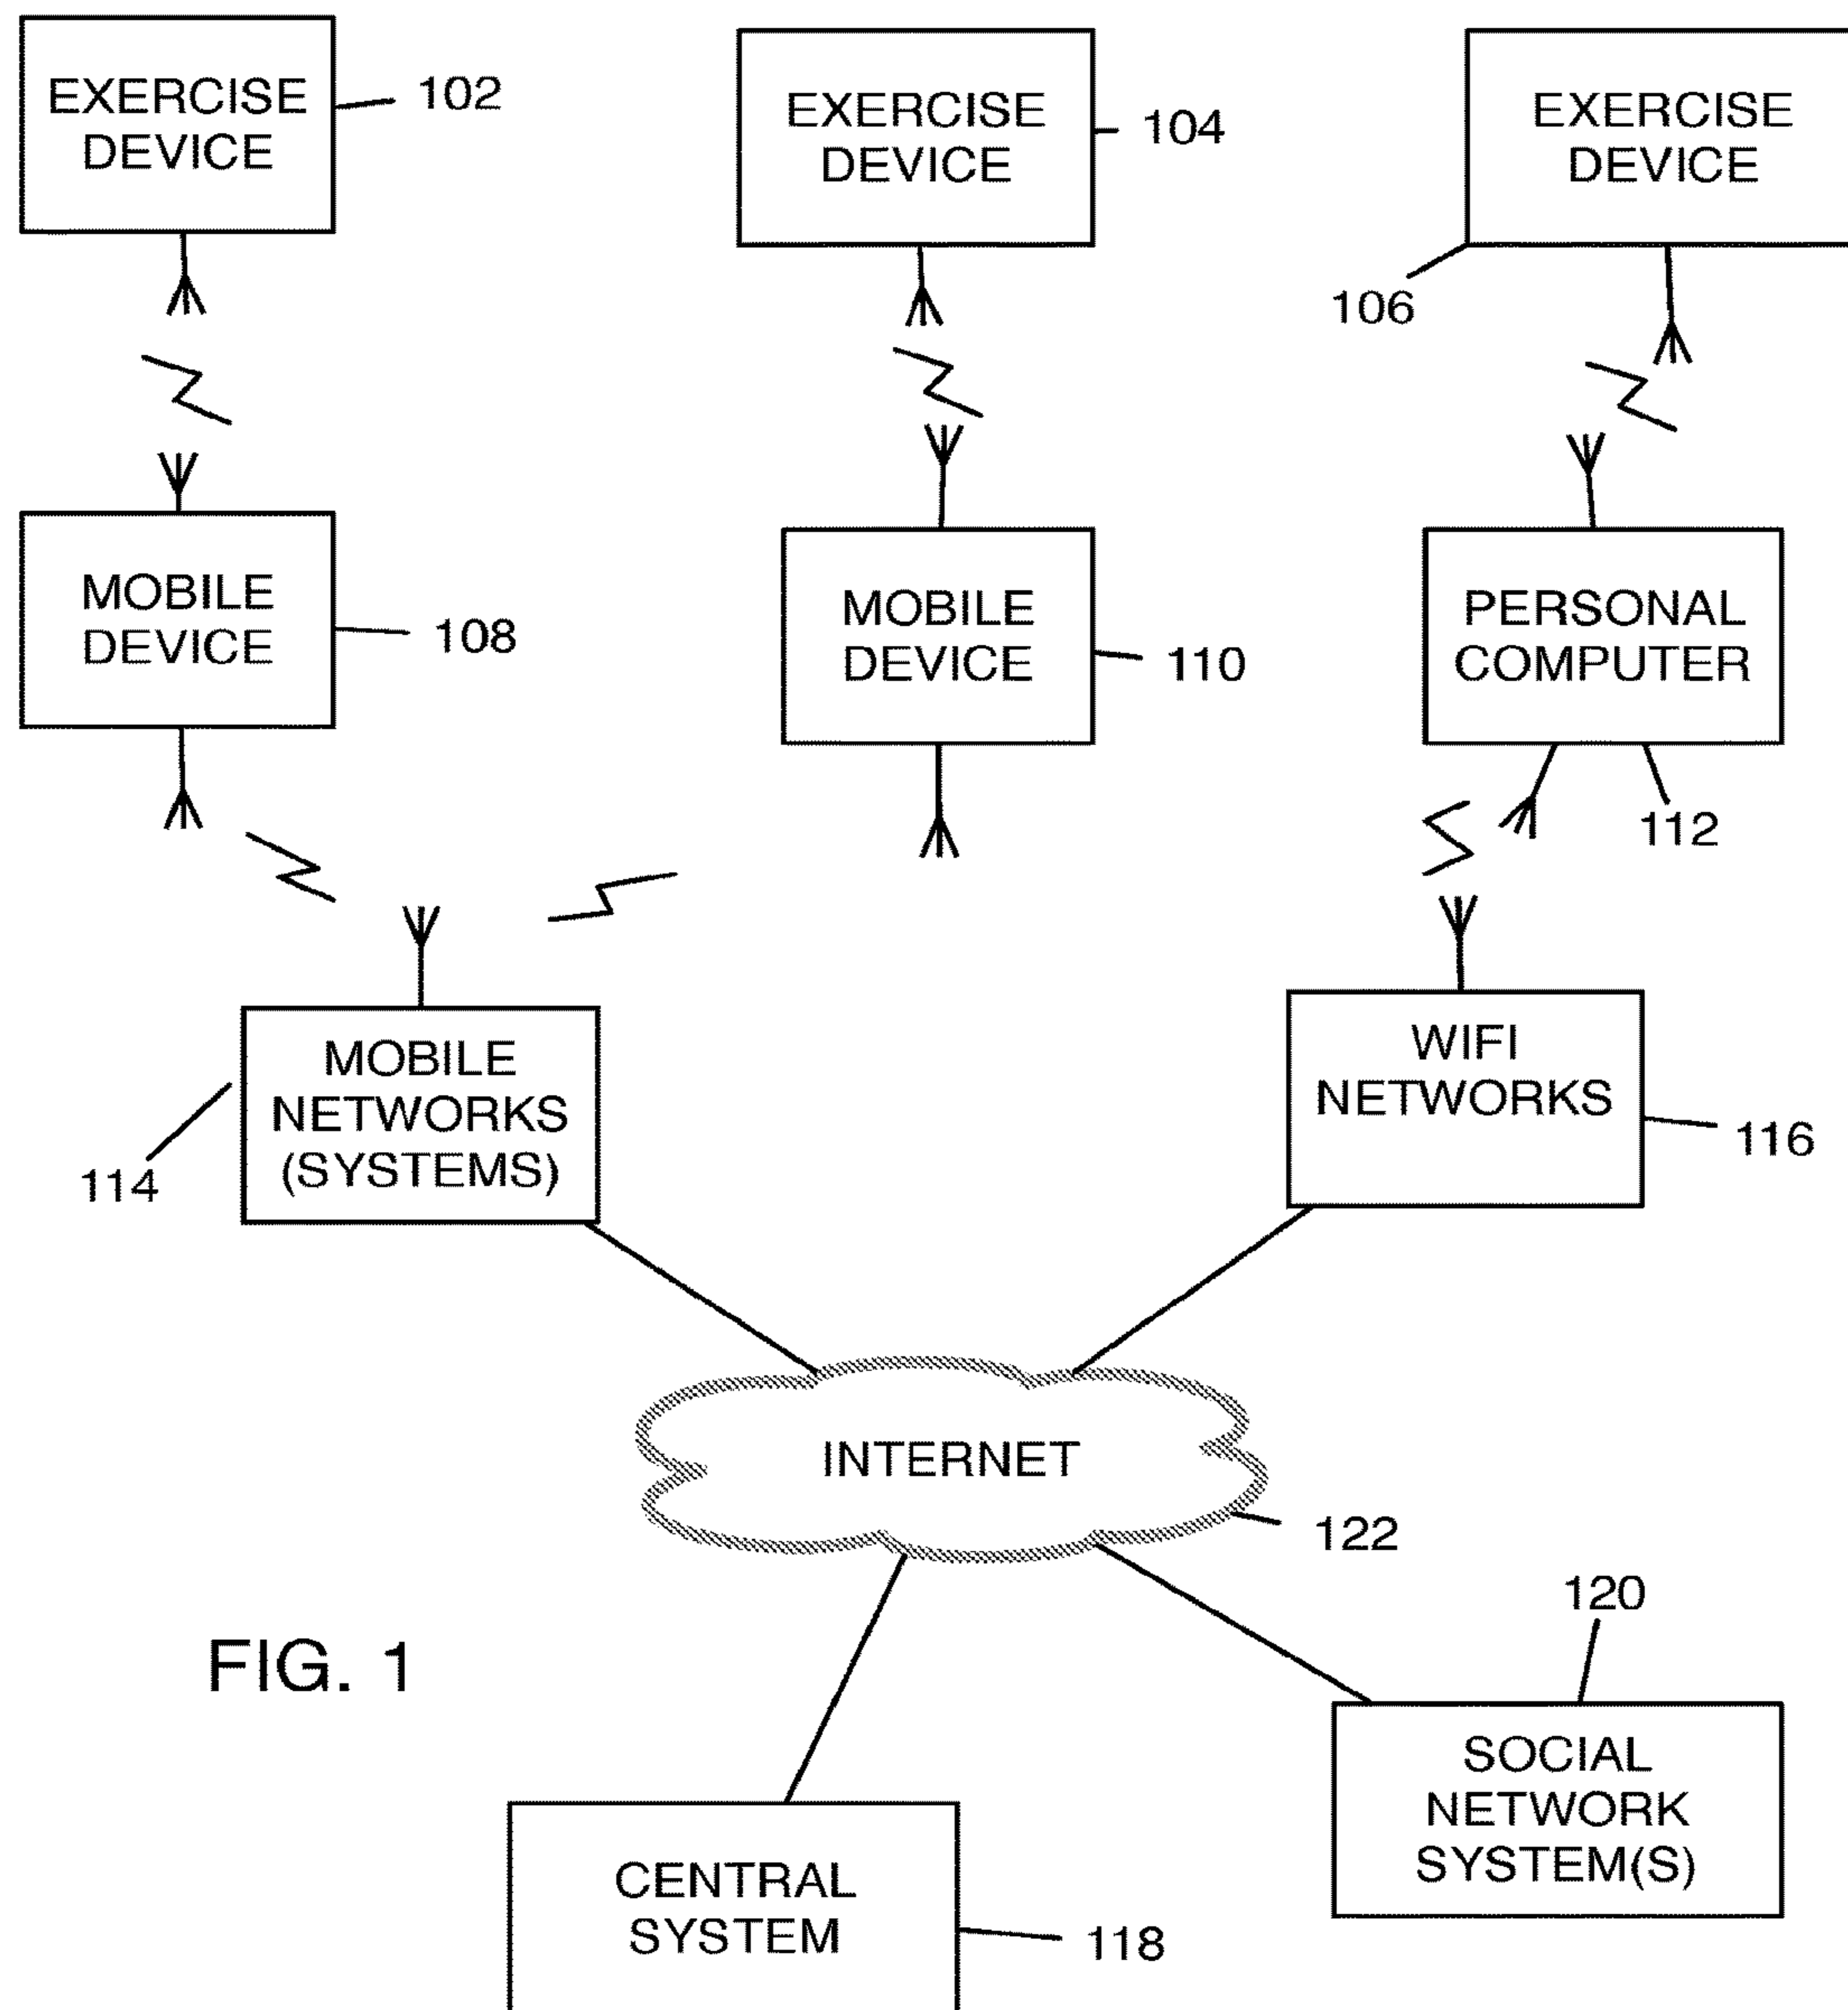 EXERCISE
DEVICE
102
EXERCISE
DEVICE
104
EXERCISE
DEVICE
106
MOBILE
DEVICE
108
MOBILE
DEVICE
110
PERSONAL
COMPUTER
112
MOBILE
NETWORKS
(SYSTEMS)
114
WIFI
NETWORKS
116
INTERNET
122
120
FIG. 1
SOCIAL
NETWORK
SYSTEM(S)
CENTRAL
SYSTEM
118